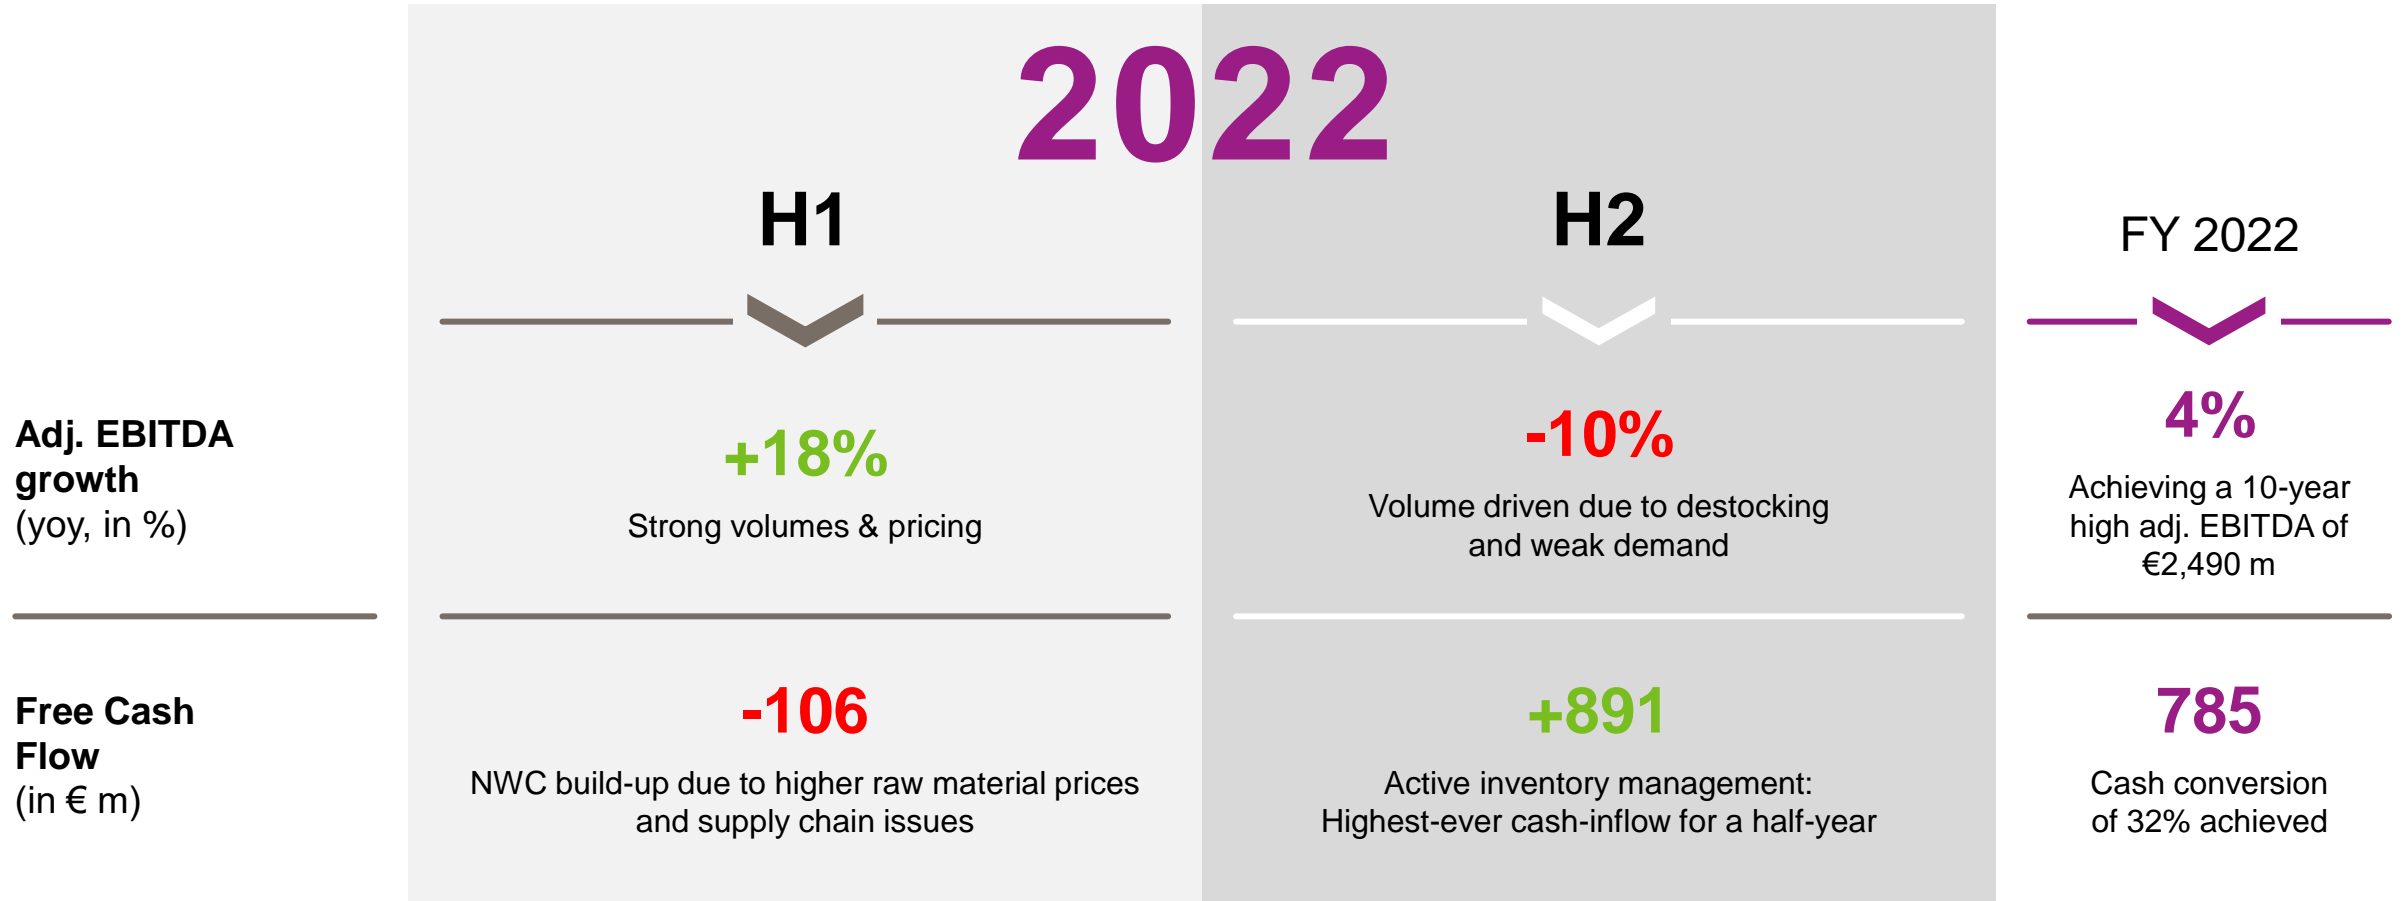 2022
H1
H2
FY 2022
Adj. EBITDA
growth
(yoy, in %)
+18%
Strong volumes & pricing
-10%
Volume driven due to destocking
and weak demand
4%
Achieving a 10-year
high adj. EBITDA of
€2,490 m
Free Cash
Flow
(in € m)
-106
NWC build-up due to higher raw material prices
and supply chain issues
+891
Active inventory management:
Highest-ever cash-inflow for a half-year
785
Cash conversion
of 32% achieved